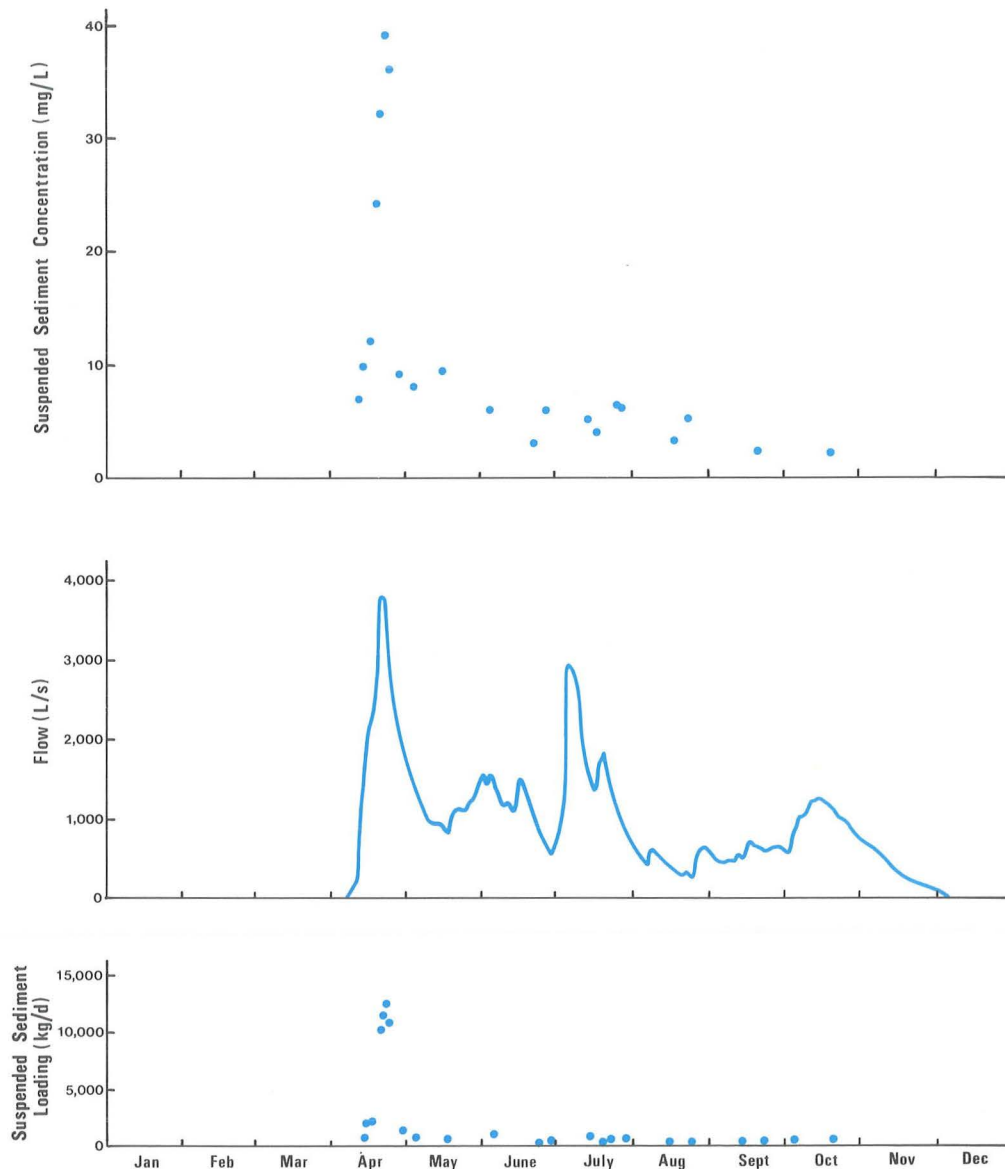 Suspended Sediment Concentration (mg/L)
40
30
20
10
0
Flow (L/s)
4,000
3,000
2,000
1,000
0
Suspended Sediment
Loading (kg/d)
15,000
10,000
5,000
0
Jan Feb Mar Apr May June July Aug Sept Oct Nov Dec